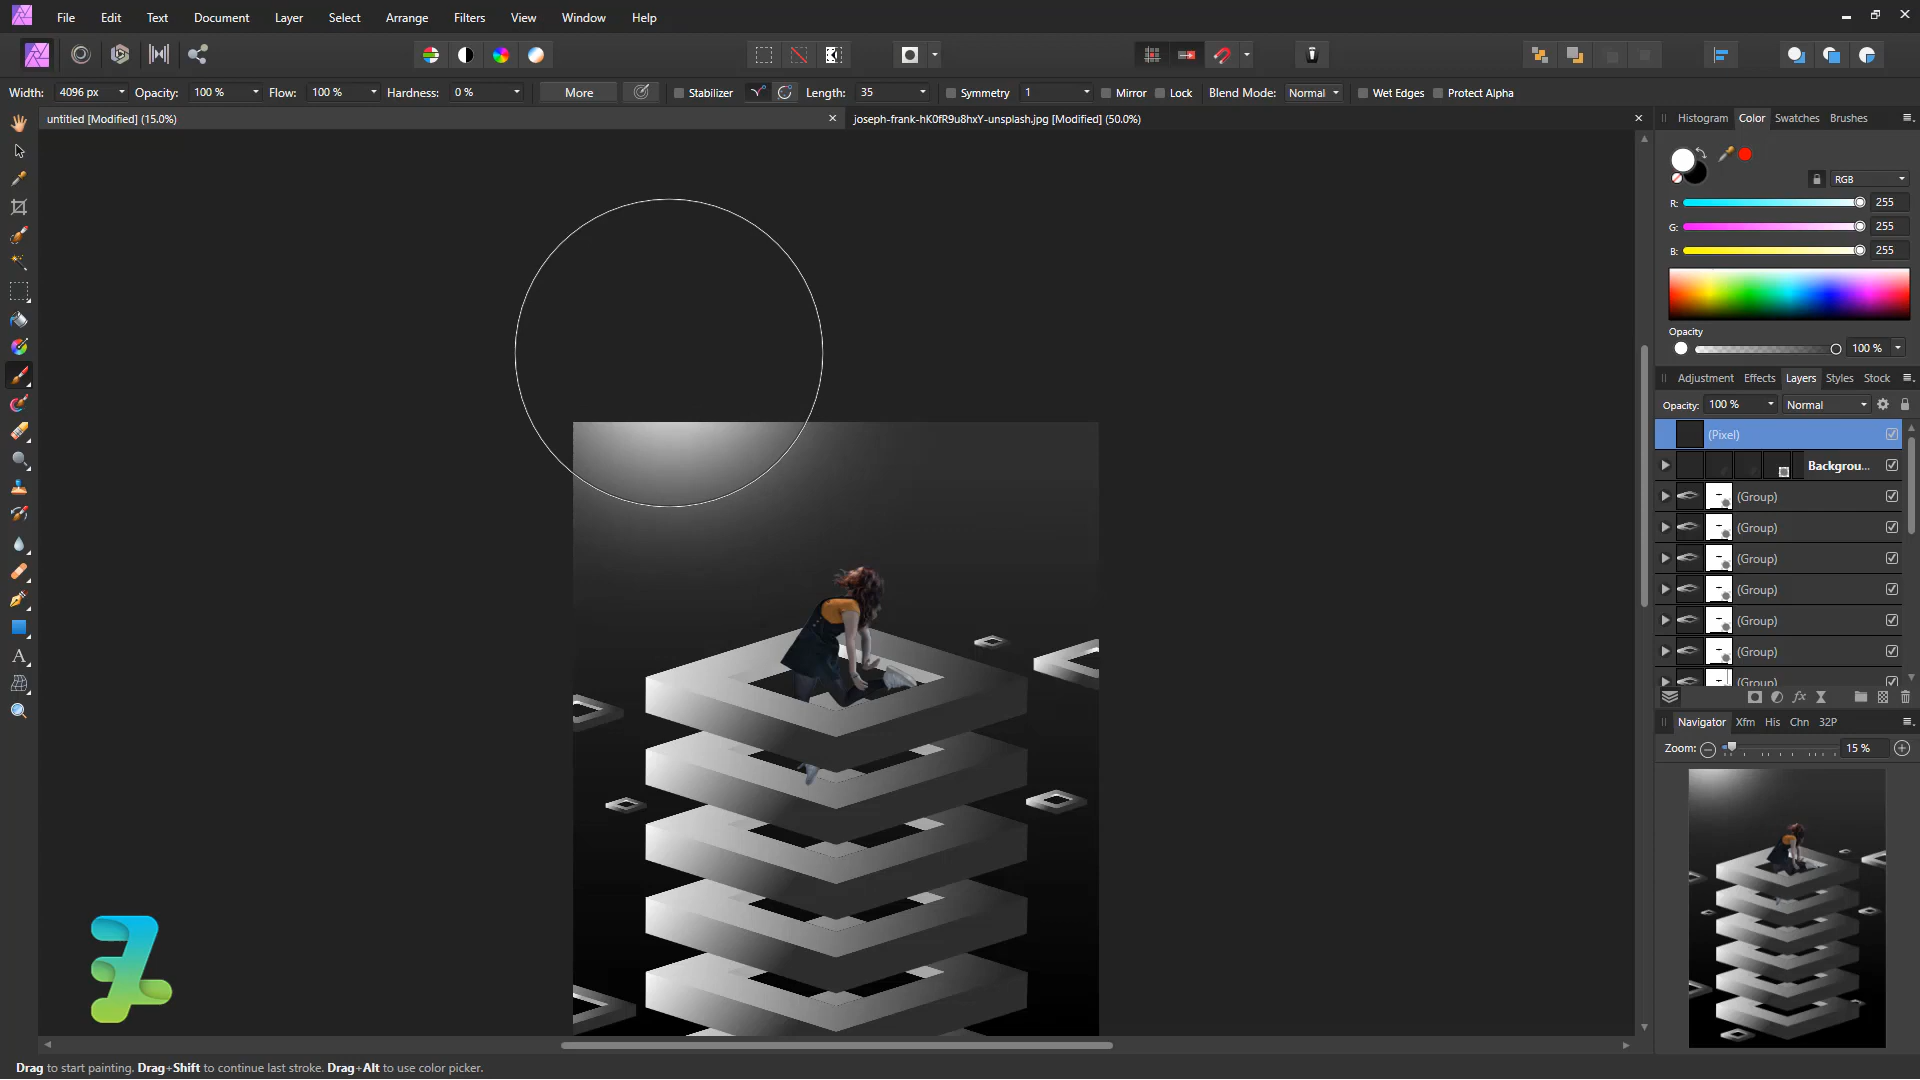 File Edit Text Document Layer Select Arrange Filters View Window Help
Width: 4096 px Opacity: 100 % Flow: 100 % Hardness: 0 % More Stabilizer Length: 35 Symmetry 1 Mirror Lock Blend Mode: Normal Wet Edges Protect Alpha
untitled [Modified] (15.0%) joseph-frank-hK0fR9u8hxY-unsplash.jpg [Modified] (50.0%)
Histogram Color Swatches Brushes
RGB
R: 255
G: 255
B: 255
Opacity
100 %
Adjustment Effects Layers Styles Stock
Opacity: 100 % Normal
(Pixel)
Backgrou...
(Group)
(Group)
(Group)
(Group)
(Group)
(Group)
(Group)
Navigator Xfm His Chn 32P
Zoom: 15 %
Drag to start painting. Drag+Shift to continue last stroke. Drag+Alt to use color picker.